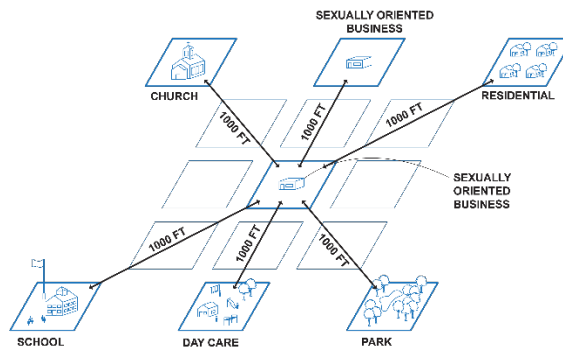 SEXUALLY ORIENTED
BUSINESS
CHURCH
RESIDENTIAL
1000 FT
1000 FT
1000 FT
SEXUALLY
ORIENTED
BUSINESS
1000 FT
1000 FT
1000 FT
SCHOOL
DAY CARE
PARK